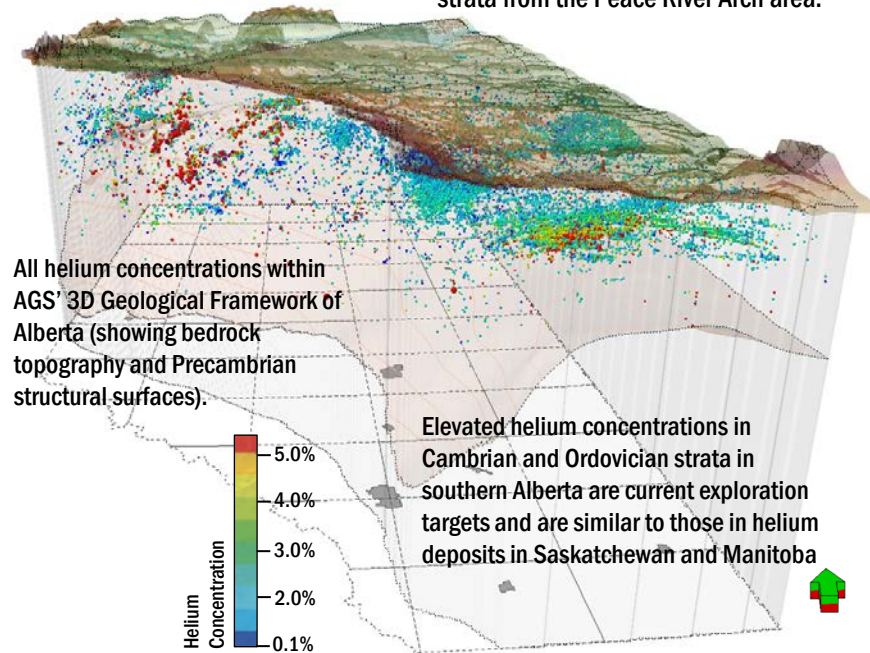 strata from the Peace River Arch area.
All helium concentrations within
AGS' 3D Geological Framework of
Alberta (showing bedrock
topography and Precambrian
structural surfaces).
Elevated helium concentrations in
Cambrian and Ordovician strata in
southern Alberta are current exploration
targets and are similar to those in helium
deposits in Saskatchewan and Manitoba
Helium
Concentration
5.0%
4.0%
3.0%
2.0%
0.1%